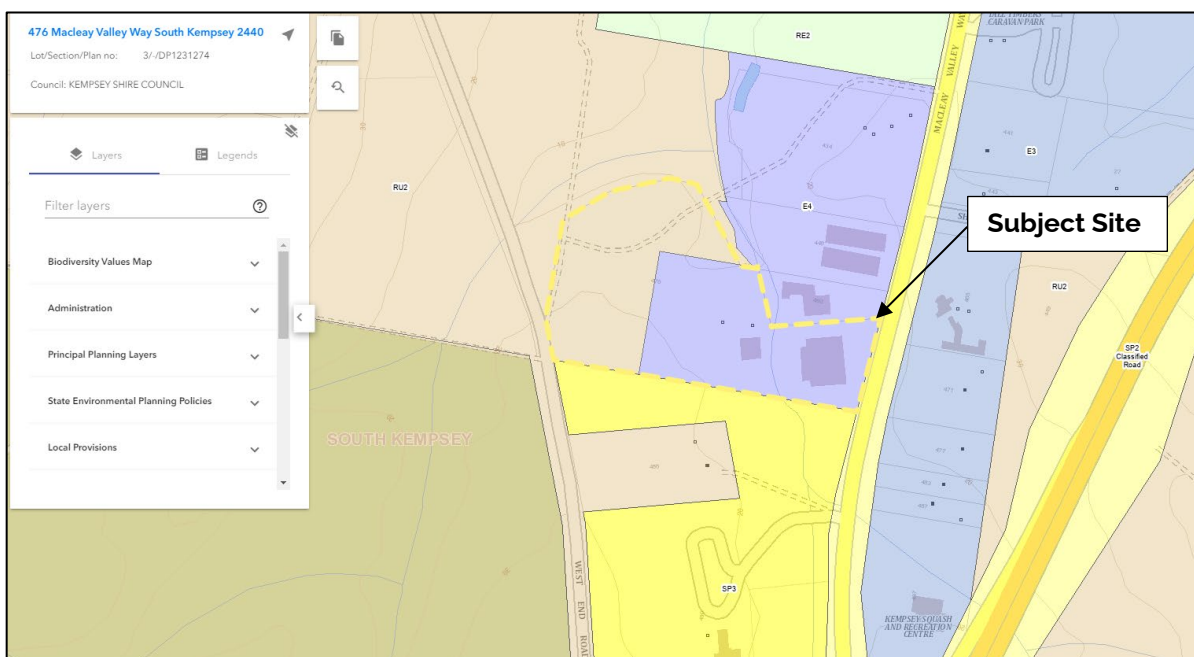 476 Macleay Valley Way South Kempsey 2440
Lot/Section/Plan no: 3/-/DP1231274
Council: KEMPSEY SHIRE COUNCIL
Layers
Legends
Filter layers
Biodiversity Values Map
Administration
Principal Planning Layers
State Environmental Planning Policies
Local Provisions
RE2
TALL TIMBERS
CARAVAN PARK
MACLEAY VALLEY WAY
E3
RU2
E4
Subject Site
RU2
SP2
Classified
Road
SOUTH KEMPSEY
SP3
WEST END ROAD
KEMPSEY SQUASH
AND RECREATION
CENTRE